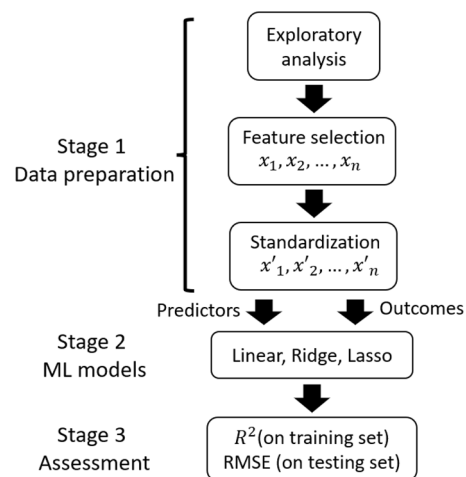 Exploratory
analysis
Stage 1
Data preparation
Feature selection
x₁, x₂, ..., xₙ
Standardization
x'₁, x'₂, ..., x'ₙ
Predictors
Outcomes
Stage 2
ML models
Linear, Ridge, Lasso
Stage 3
Assessment
R²(on training set)
RMSE (on testing set)